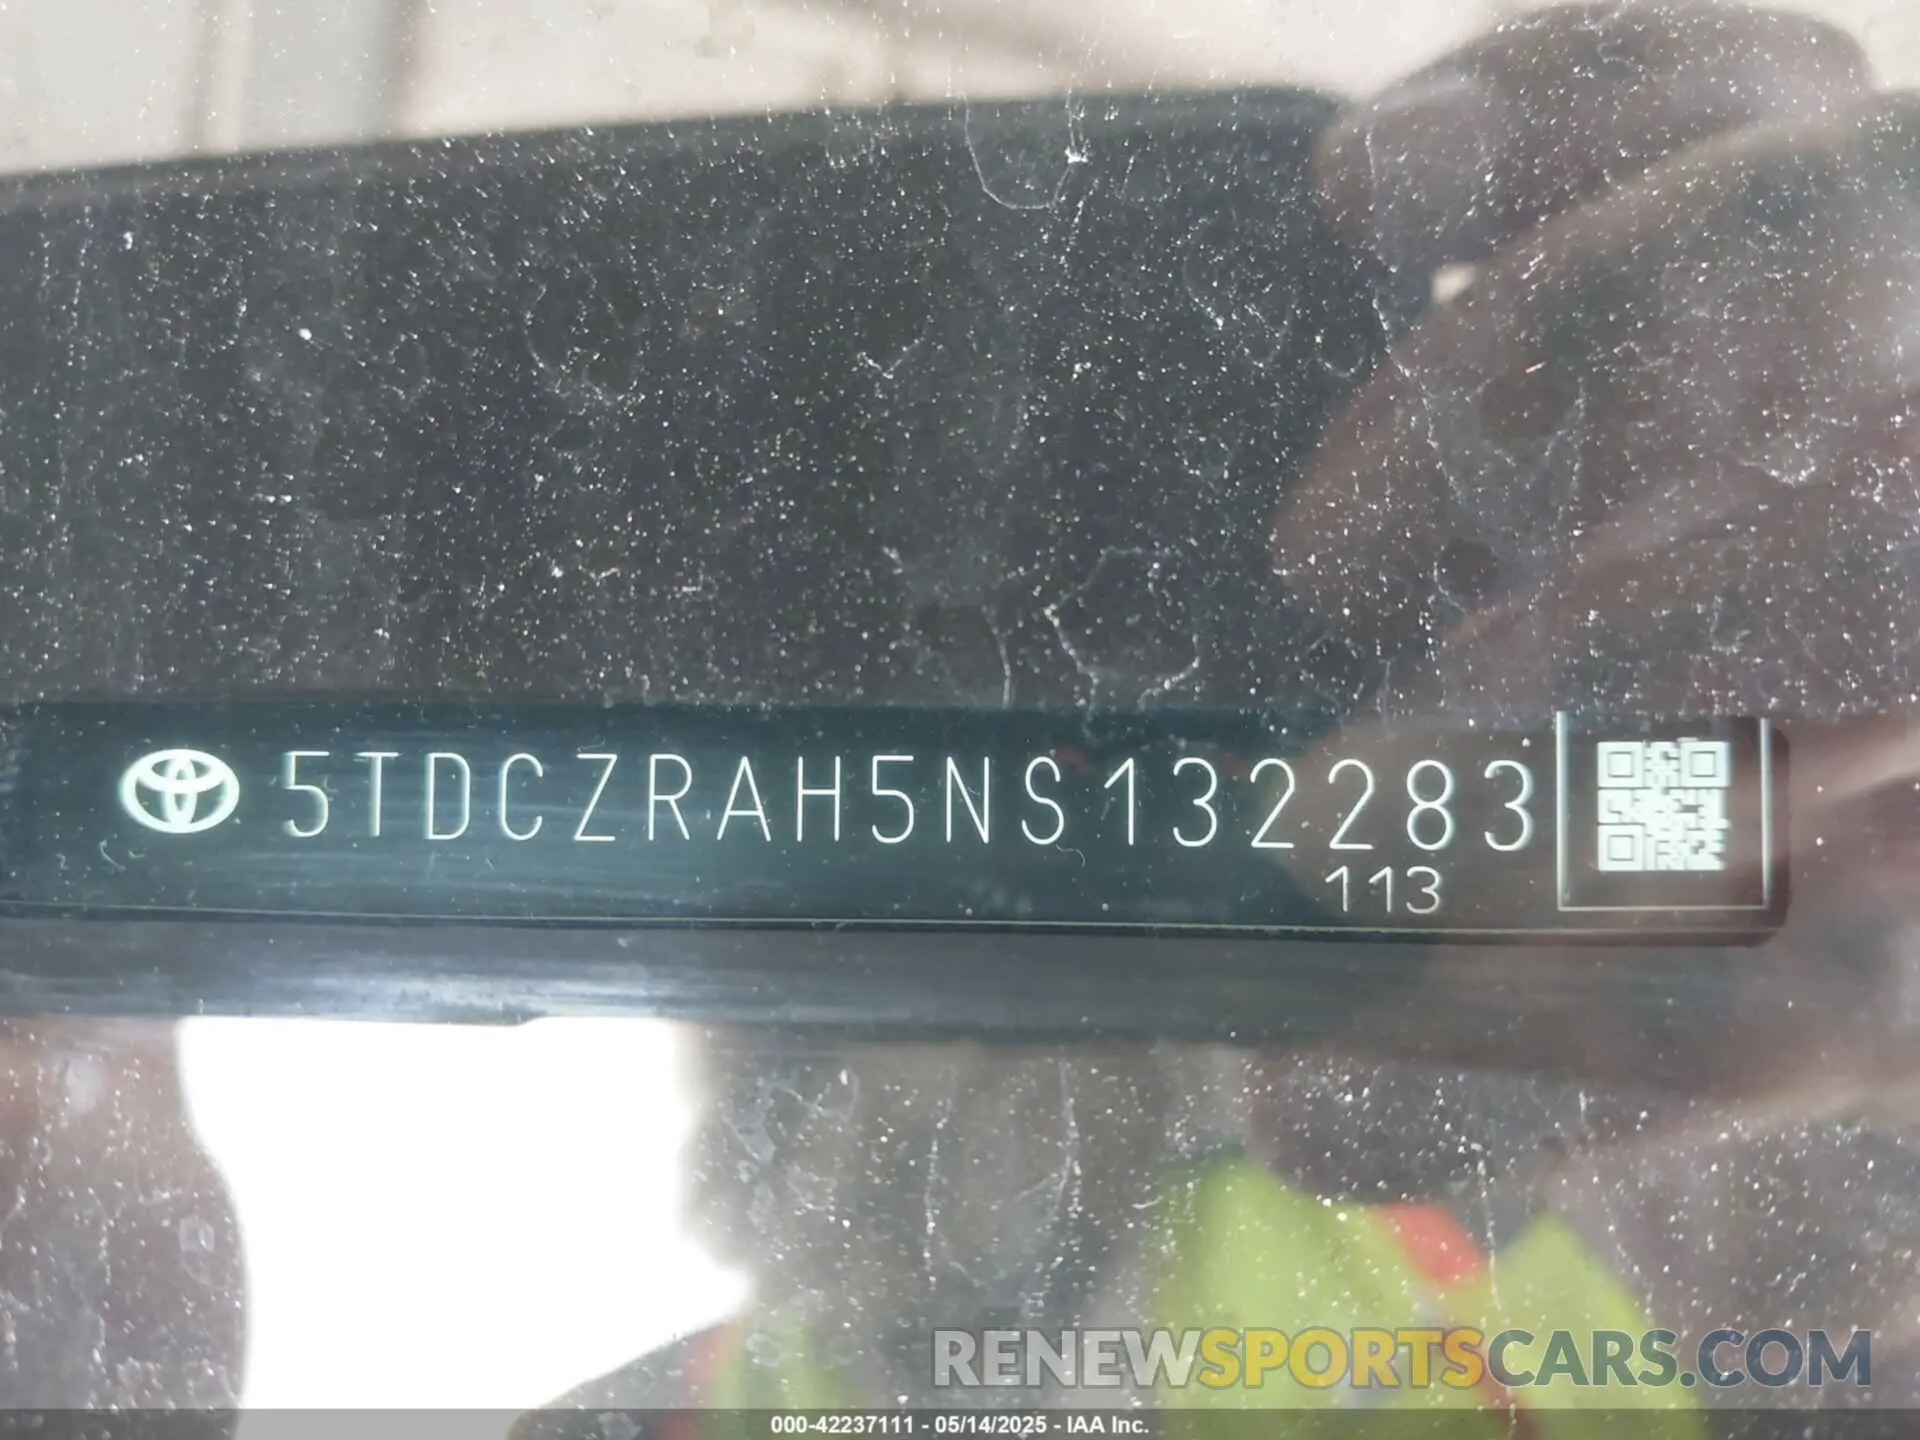 5TDCZRAH5NS132283
113
RENEWSPORTSCARS.COM
000-42237111 - 05/14/2025 - IAA Inc.